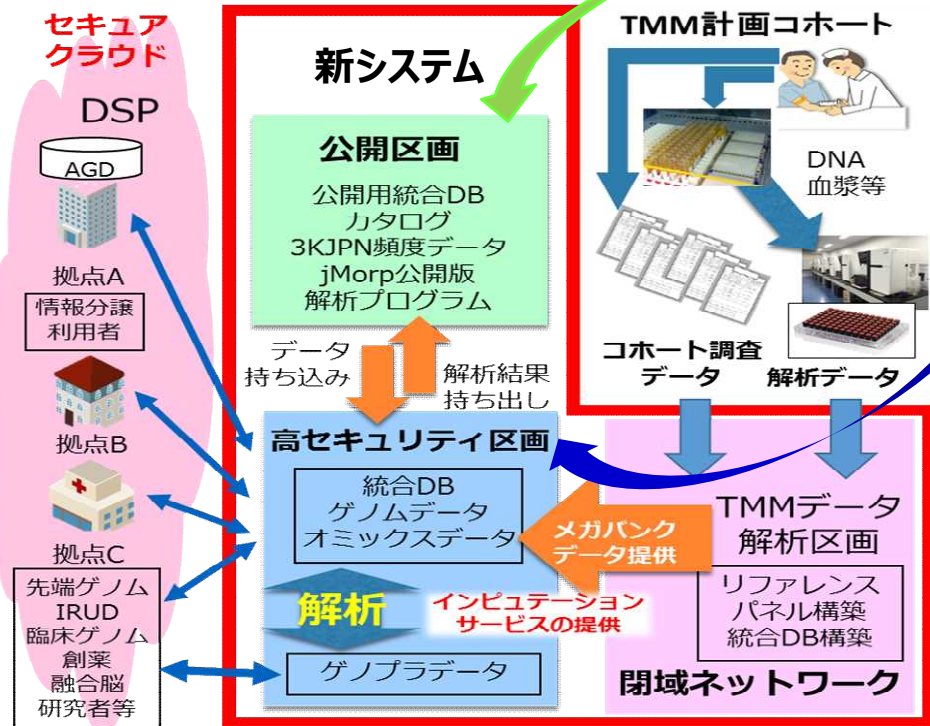 セキュア
クラウド
DSP
AGD
拠点A
情報分譲
利用者
拠点B
拠点C
先端ゲノム
IRUD
臨床ゲノム
創薬
融合脳
研究者等
新システム
公開区画
公開用統合DB
カタログ
3KJPN頻度データ
jMorp公開版
解析プログラム
データ
持ち込み
解析結果
持ち出し
高セキュリティ区画
統合DB
ゲノムデータ
オミックスデータ
解析
インピュテーション
サービスの提供
ゲノプラデータ
TMM計画コホート
DNA
血漿等
コホート調査
データ
解析データ
メガバンク
データ提供
TMMデータ
解析区画
リファレンス
パネル構築
統合DB構築
閉域ネットワーク